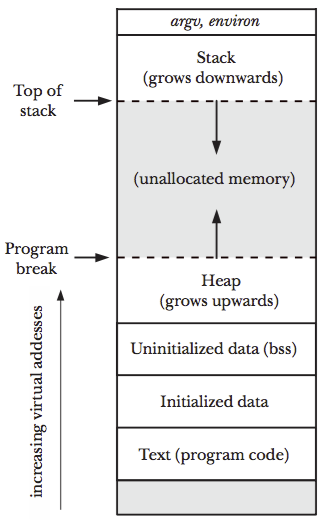 argv, environ
Stack
(grows downwards)
Top of
stack
(unallocated memory)
Program
break
Heap
(grows upwards)
Uninitialized data (bss)
Initialized data
Text (program code)
increasing virtual addesses